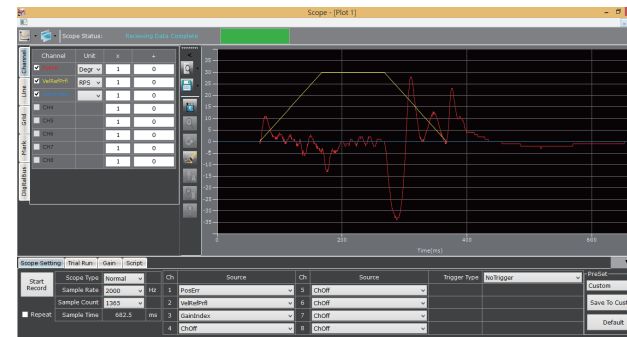 Scope - [Plot 1]
Scope Status: Receiving Data Complete
Channel Unit x +
Degr 1 0
VelRefPrfl RPS 1 0
1 0
CH4 1 0
CH5 1 0
CH6 1 0
CH7 1 0
CH8 1 0
Channel
Line
Grid
Mark
DigitalBus
35
30
25
20
15
10
5
0
-5
-10
-15
-20
-25
-30
-35
0 200 400 600
Time(ms)
Scope-Setting Trial Run Gain Script
Start Record
Repeat
Scope Type Normal
Sample Rate 2000 Hz
Sample Count 1365
Sample Time 682.5 ms
Ch Source Ch Source
1 PosErr 5 ChOff
2 VelRefPrfl 6 ChOff
3 GainIndex 7 ChOff
4 ChOff 8 ChOff
Trigger Type NoTrigger
PreSet
Custom
Save To Cust
Default